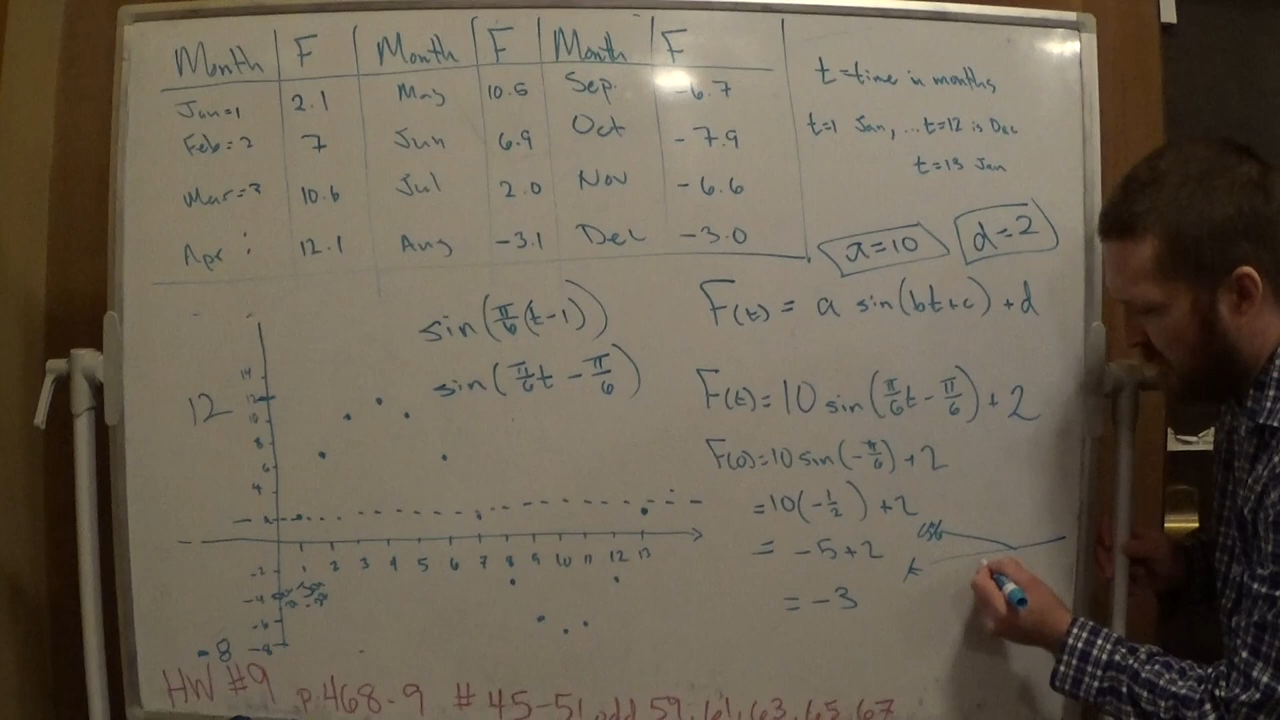 Month F Month F Month F
Jan=1 2.1 May 10.5 Sep. -6.7
Feb=2 7 Jun 6.9 Oct -7.9
Mar=3 10.6 Jul 2.0 Nov -6.6
Apr : 12.1 Aug -3.1 Dec -3.0
t=time in months
t=1 Jan, ... t=12 is Dec
t=13 Jan
a=10 d=2
F(t) = a sin(bt+c) + d
sin(π/6(t-1))
sin(π/6t - π/6)
F(t) = 10 sin(π/6t - π/6) + 2
F(0) = 10 sin(-π/6) + 2
= 10(-1/2) + 2
= -5+2
= -3
12
14
12
10
8
6
4
2
1 2 3 4 5 6 7 8 9 10 11 12 13
-2
-4
-6
-8
-8
HW #9 p.468-9 # 45-51 odd 59, 61, 63, 65, 67